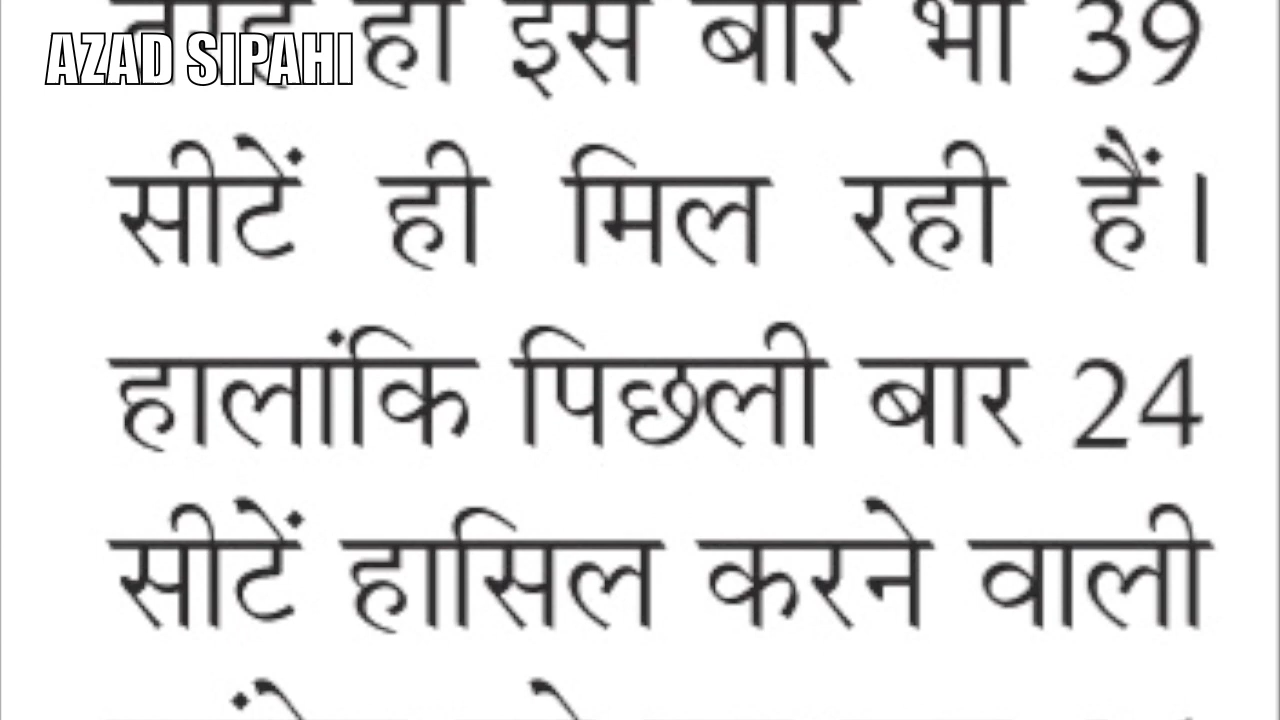 AZAD SIPAHI
ही इस बार भी 39
सीटें ही मिल रही हैं।
हालांकि पिछली बार 24
सीटें हासिल करने वाली